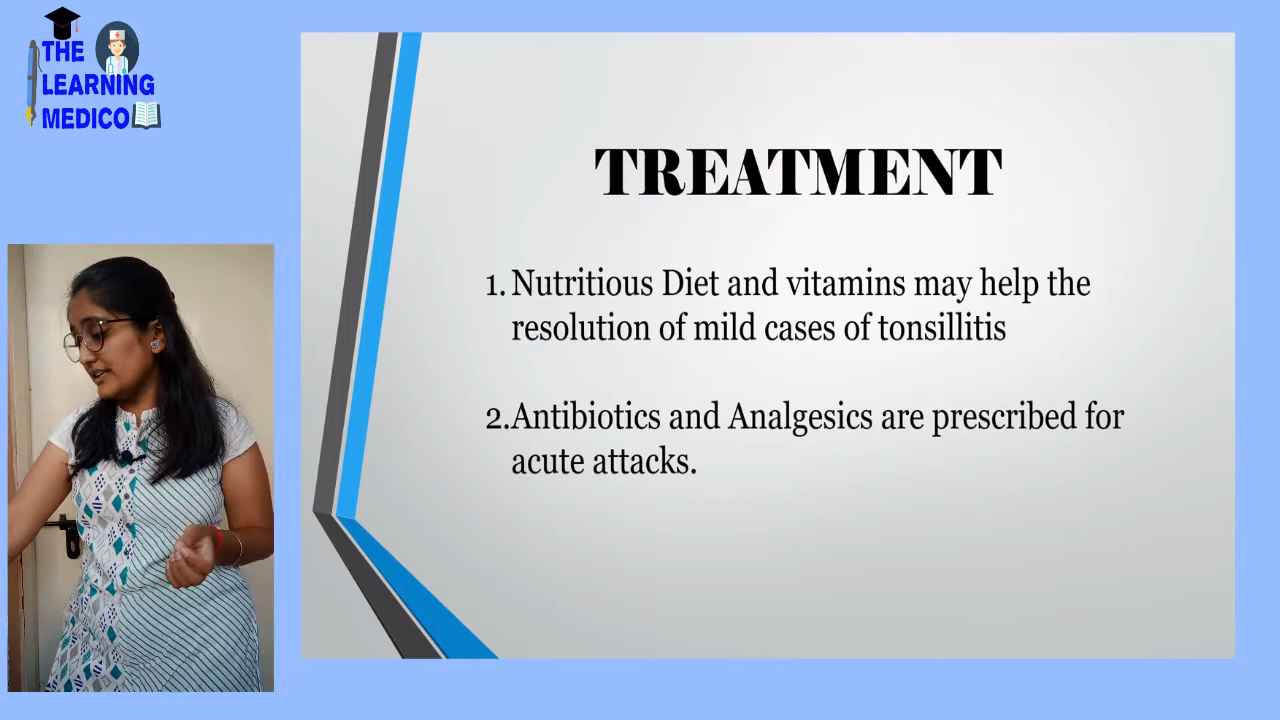 THE
LEARNING
MEDICO
TREATMENT
1. Nutritious Diet and vitamins may help the
resolution of mild cases of tonsillitis
2.Antibiotics and Analgesics are prescribed for
acute attacks.